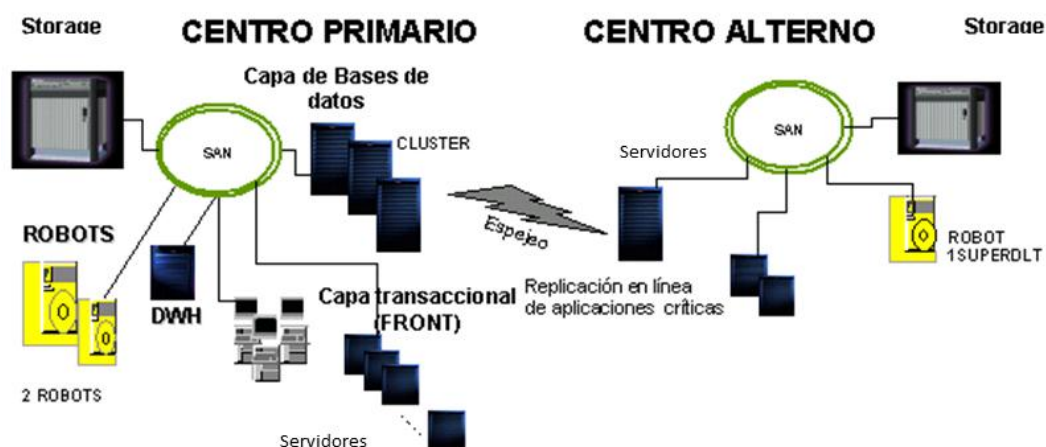 Storage
CENTRO PRIMARIO
CENTRO ALTERNO
Storage
Capa de Bases de
datos
SAN
CLUSTER
SAN
Servidores
Espejeo
ROBOTS
DWH
Capa transaccional
(FRONT)
Replicación en línea
de aplicaciones críticas
ROBOT
1SUPERDLT
2 ROBOTS
Servidores